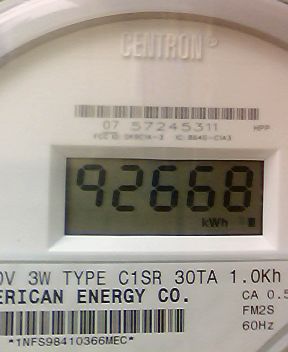 CENTRON®
07 57245311 HPP
92668
kWh
0V 3W TYPE C1SR 30TA 1.0Kh
ERICAN ENERGY CO. CA 0.5
FM2S
60Hz
*1NFS98410366MEC*